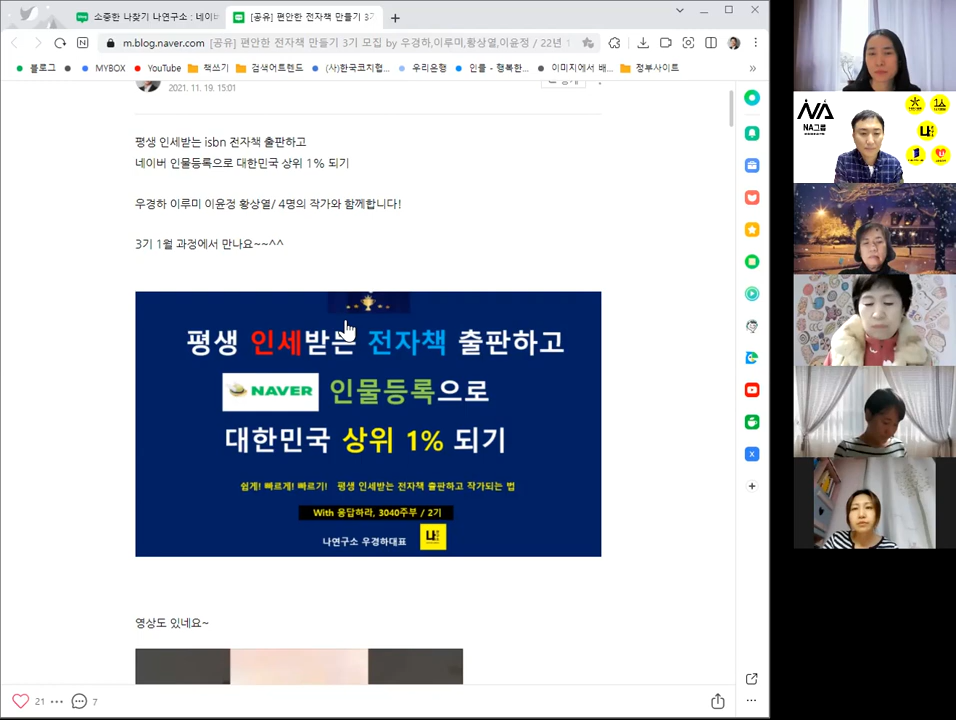 소중한 나찾기 나연구소 : 네이버
[공유] 편안한 전자책 만들기 3기
m.blog.naver.com [공유] 편안한 전자책 만들기 3기 모집 by 우경하,이루미,황상열,이윤정 / 22년 1
블로그
MYBOX
YouTube
책쓰기
검색어트렌드
(사)한국코치협...
우리은행
인플 - 행복한...
이미지에서 배...
정부사이트
2021. 11. 19. 15:01
평생 인세받는 isbn 전자책 출판하고
네이버 인물등록으로 대한민국 상위 1% 되기
우경하 이루미 이윤정 황상열/ 4명의 작가와 함께합니다!
3기 1월 과정에서 만나요~~^^
평생 인세받는 전자책 출판하고
NAVER 인물등록으로
대한민국 상위 1% 되기
쉽게! 빠르게! 빠르기! 평생 인세받는 전자책 출판하고 작가되는 법
With 응답하라, 3040주부 / 2기
나연구소 우경하대표
영상도 있네요~
21
7
NA그룹